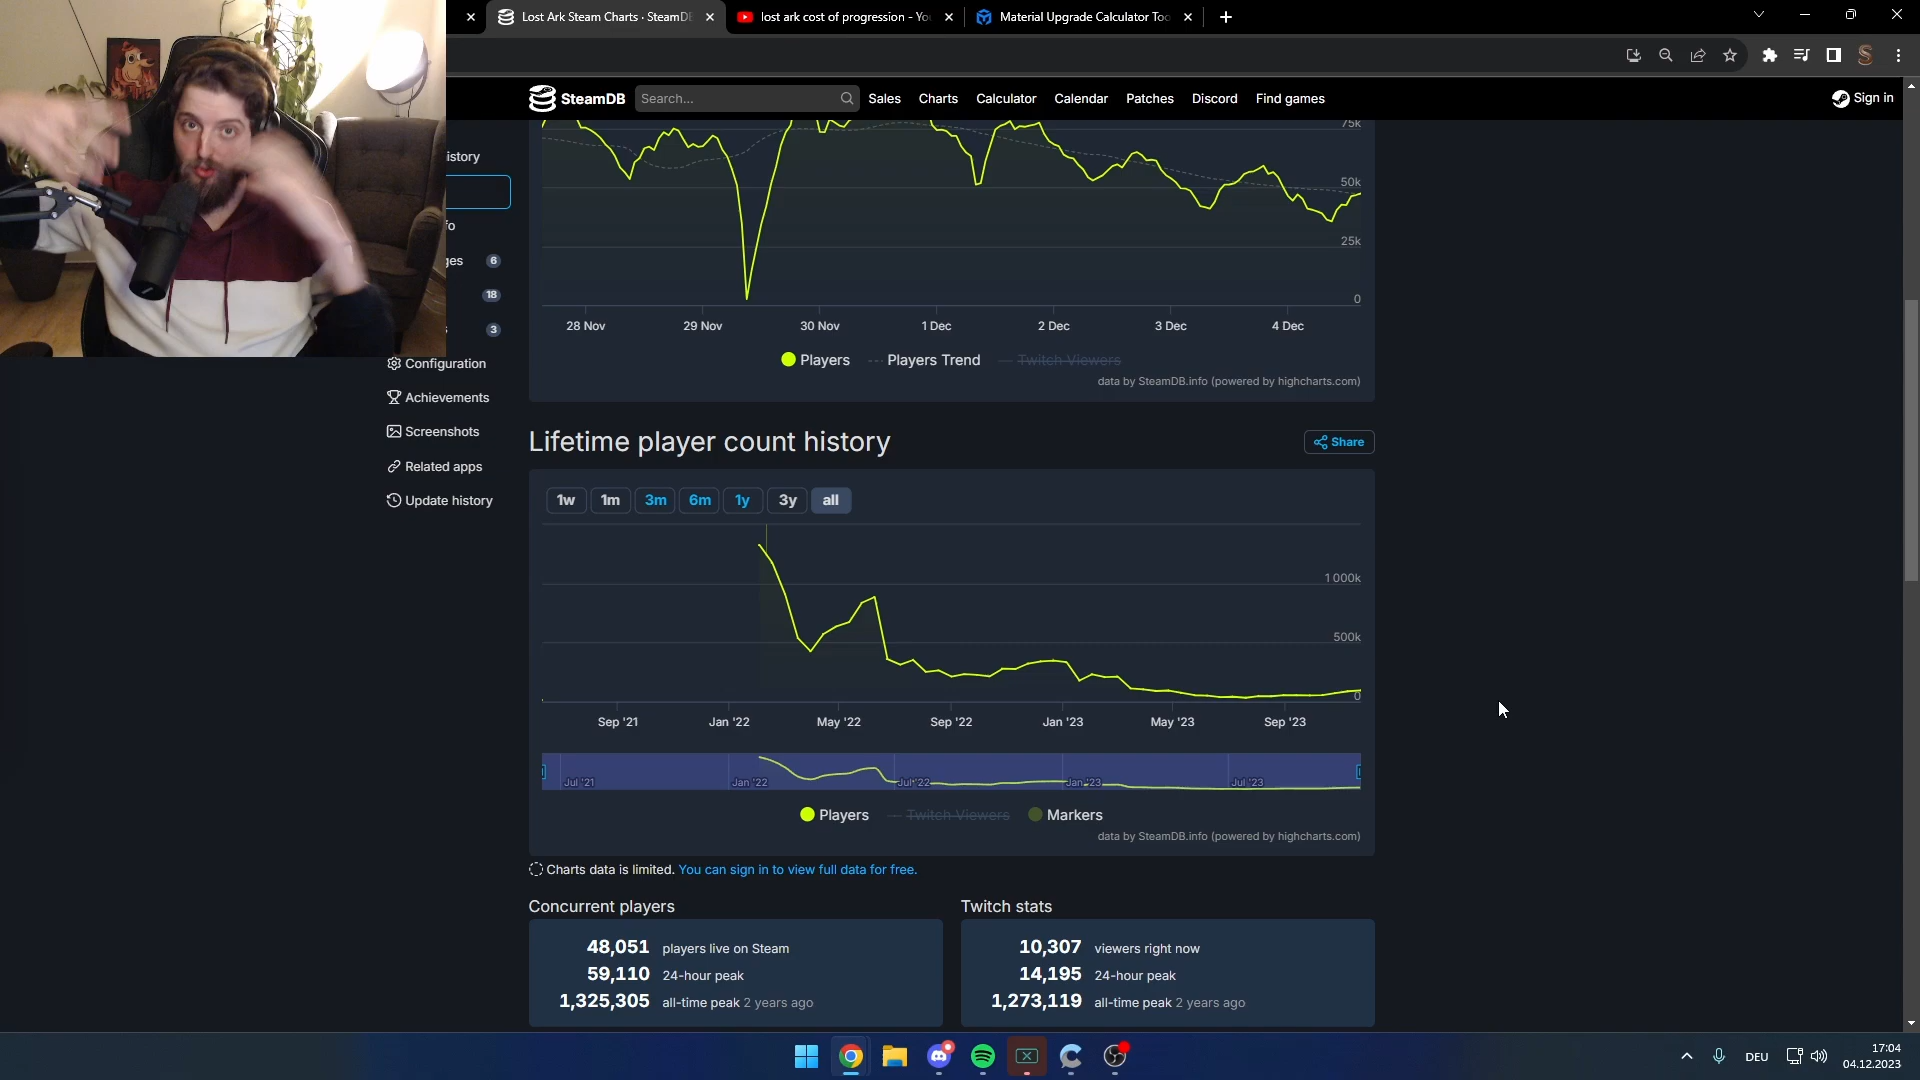 Lost Ark Steam Charts · SteamD
lost ark cost of progression - Yo
Material Upgrade Calculator To
SteamDB
Search...
Sales
Charts
Calculator
Calendar
Patches
Discord
Find games
Sign in
istory
fo
ges 6
18
3
Configuration
Achievements
Screenshots
Related apps
Update history
75k
50k
25k
0
28 Nov 29 Nov 30 Nov 1 Dec 2 Dec 3 Dec 4 Dec
Players Players Trend Twitch Viewers
data by SteamDB.info (powered by highcharts.com)
Lifetime player count history
Share
1w 1m 3m 6m 1y 3y all
1 000k
500k
0
Sep '21 Jan '22 May '22 Sep '22 Jan '23 May '23 Sep '23
Jul '21 Jan '22 Jul '22 Jan '23 Jul '23
Players Twitch Viewers Markers
data by SteamDB.info (powered by highcharts.com)
Charts data is limited. You can sign in to view full data for free.
Concurrent players
48,051 players live on Steam
59,110 24-hour peak
1,325,305 all-time peak 2 years ago
Twitch stats
10,307 viewers right now
14,195 24-hour peak
1,273,119 all-time peak 2 years ago
DEU
17:04
04.12.2023